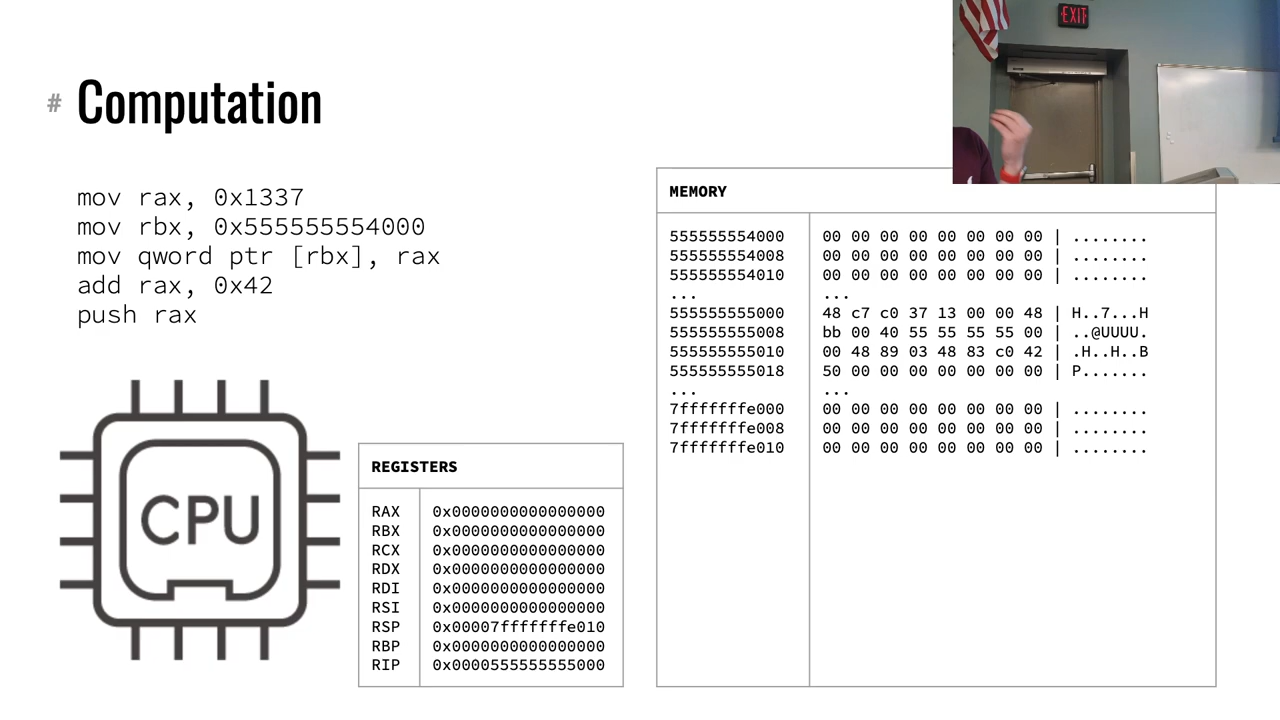 EXIT
# Computation
mov rax, 0x1337
mov rbx, 0x555555554000
mov qword ptr [rbx], rax
add rax, 0x42
push rax
CPU
REGISTERS
RAX 0x0000000000000000
RBX 0x0000000000000000
RCX 0x0000000000000000
RDX 0x0000000000000000
RDI 0x0000000000000000
RSI 0x0000000000000000
RSP 0x00007fffffffe010
RBP 0x0000000000000000
RIP 0x0000555555555000
MEMORY
555555554000 00 00 00 00 00 00 00 00 | ........
555555554008 00 00 00 00 00 00 00 00 | ........
555555554010 00 00 00 00 00 00 00 00 | ........
... ...
555555555000 48 c7 c0 37 13 00 00 48 | H..7...H
555555555008 bb 00 40 55 55 55 55 00 | ..@UUUU.
555555555010 00 48 89 03 48 83 c0 42 | .H..H..B
555555555018 50 00 00 00 00 00 00 00 | P.......
... ...
7fffffffe000 00 00 00 00 00 00 00 00 | ........
7fffffffe008 00 00 00 00 00 00 00 00 | ........
7fffffffe010 00 00 00 00 00 00 00 00 | ........